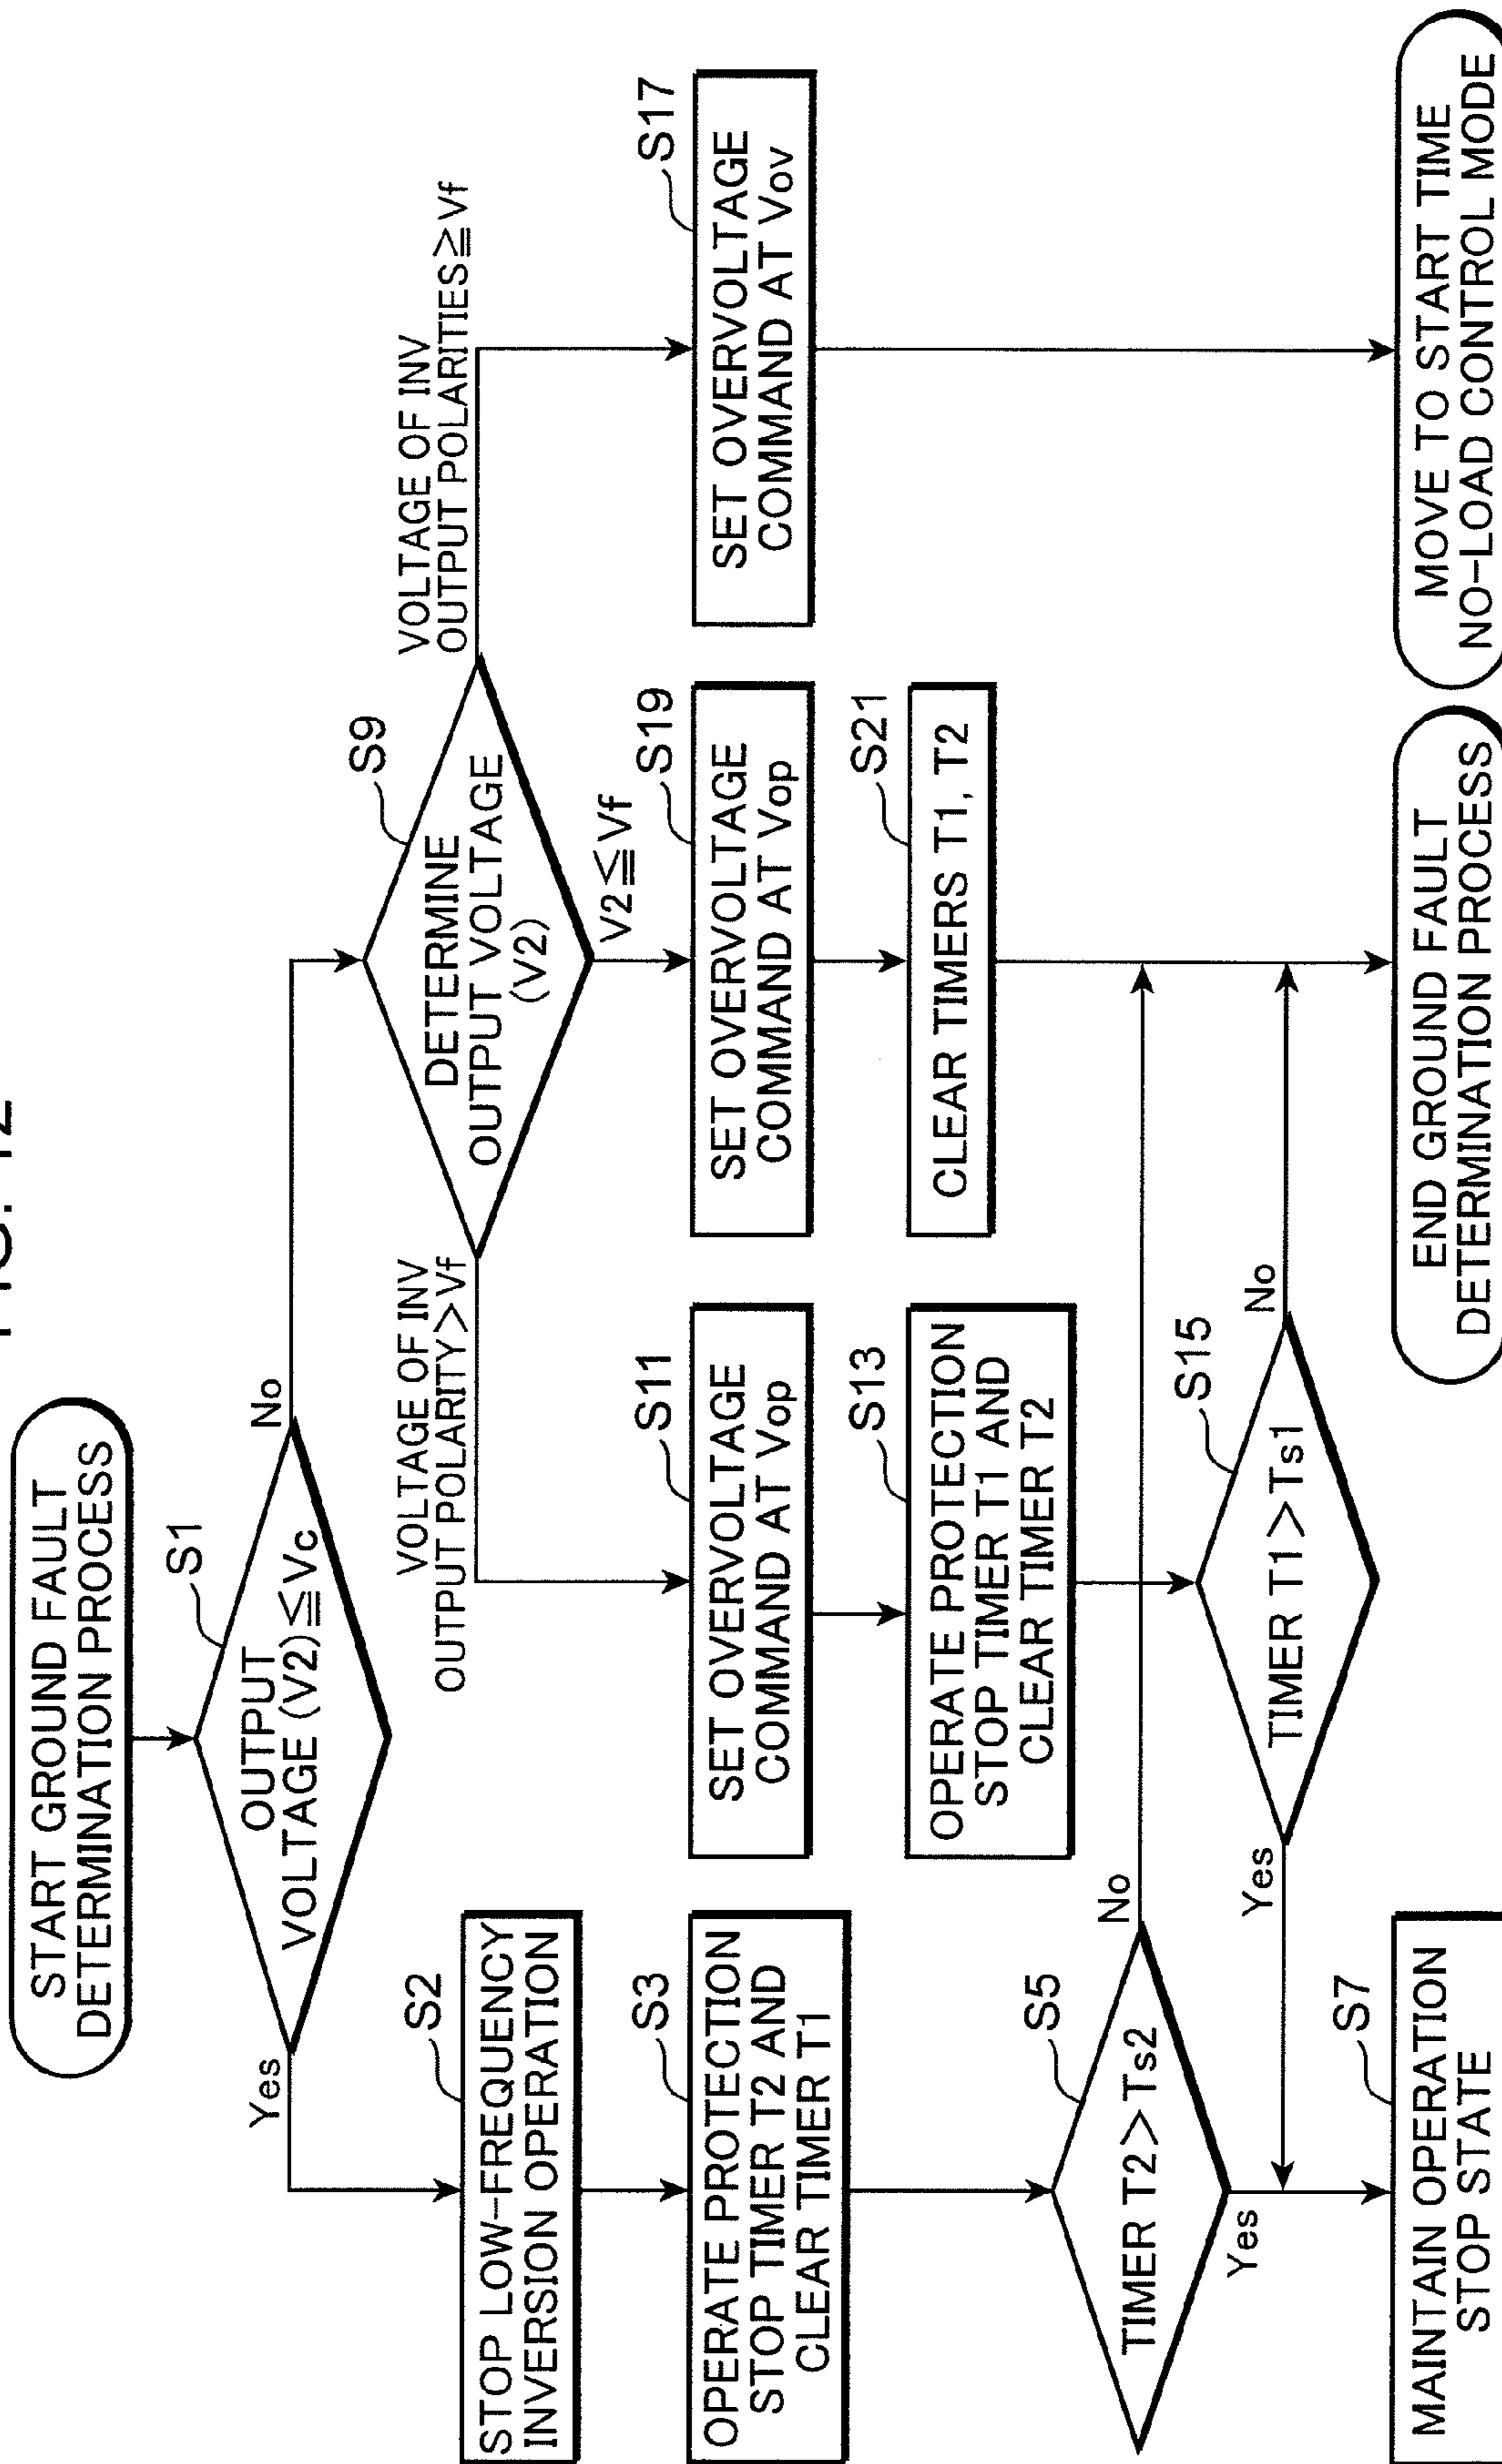 FIG. 12
START GROUND FAULT
DETERMINATION PROCESS
S1
OUTPUT
VOLTAGE (V2)≦Vc
Yes
No
S2
STOP LOW-FREQUENCY
INVERSION OPERATION
S3
OPERATE PROTECTION
STOP TIMER T2 AND
CLEAR TIMER T1
S5
TIMER T2>Ts2
No
Yes
S7
MAINTAIN OPERATION
STOP STATE
S9
DETERMINE
OUTPUT VOLTAGE
(V2)
VOLTAGE OF INV
OUTPUT POLARITY>Vf
V2≦Vf
VOLTAGE OF INV
OUTPUT POLARITIES≧Vf
S11
SET OVERVOLTAGE
COMMAND AT Vop
S13
OPERATE PROTECTION
STOP TIMER T1 AND
CLEAR TIMER T2
S15
TIMER T1>Ts1
Yes
No
S19
SET OVERVOLTAGE
COMMAND AT Vop
S21
CLEAR TIMERS T1, T2
END GROUND FAULT
DETERMINATION PROCESS
S17
SET OVERVOLTAGE
COMMAND AT Vov
MOVE TO START TIME
NO-LOAD CONTROL MODE